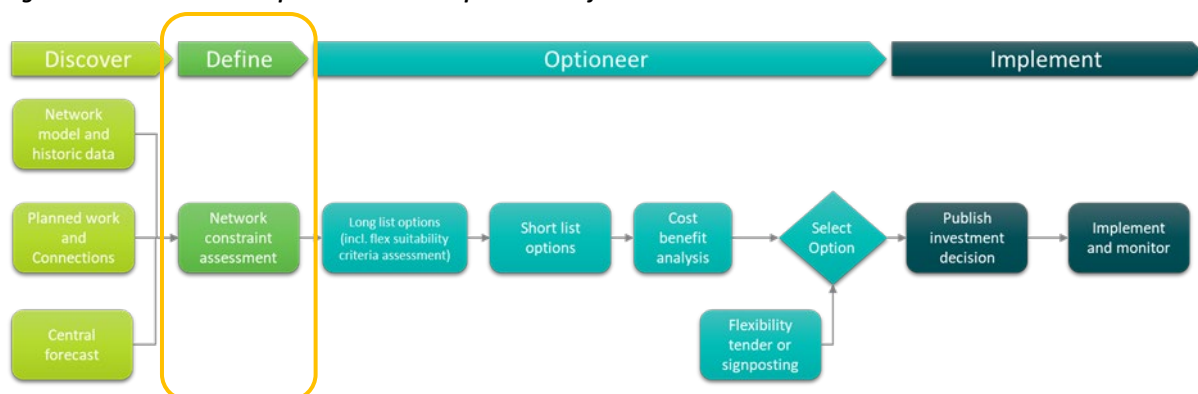 Discover
Define
Optioneer
Implement
Network
model and
historic data
Planned work
and
Connections
Central
forecast
Network
constraint
assessment
Long list options
(incl. flex suitability
criteria assessment)
Short list
options
Cost
benefit
analysis
Select
Option
Flexibility
tender or
signposting
Publish
investment
decision
Implement
and monitor